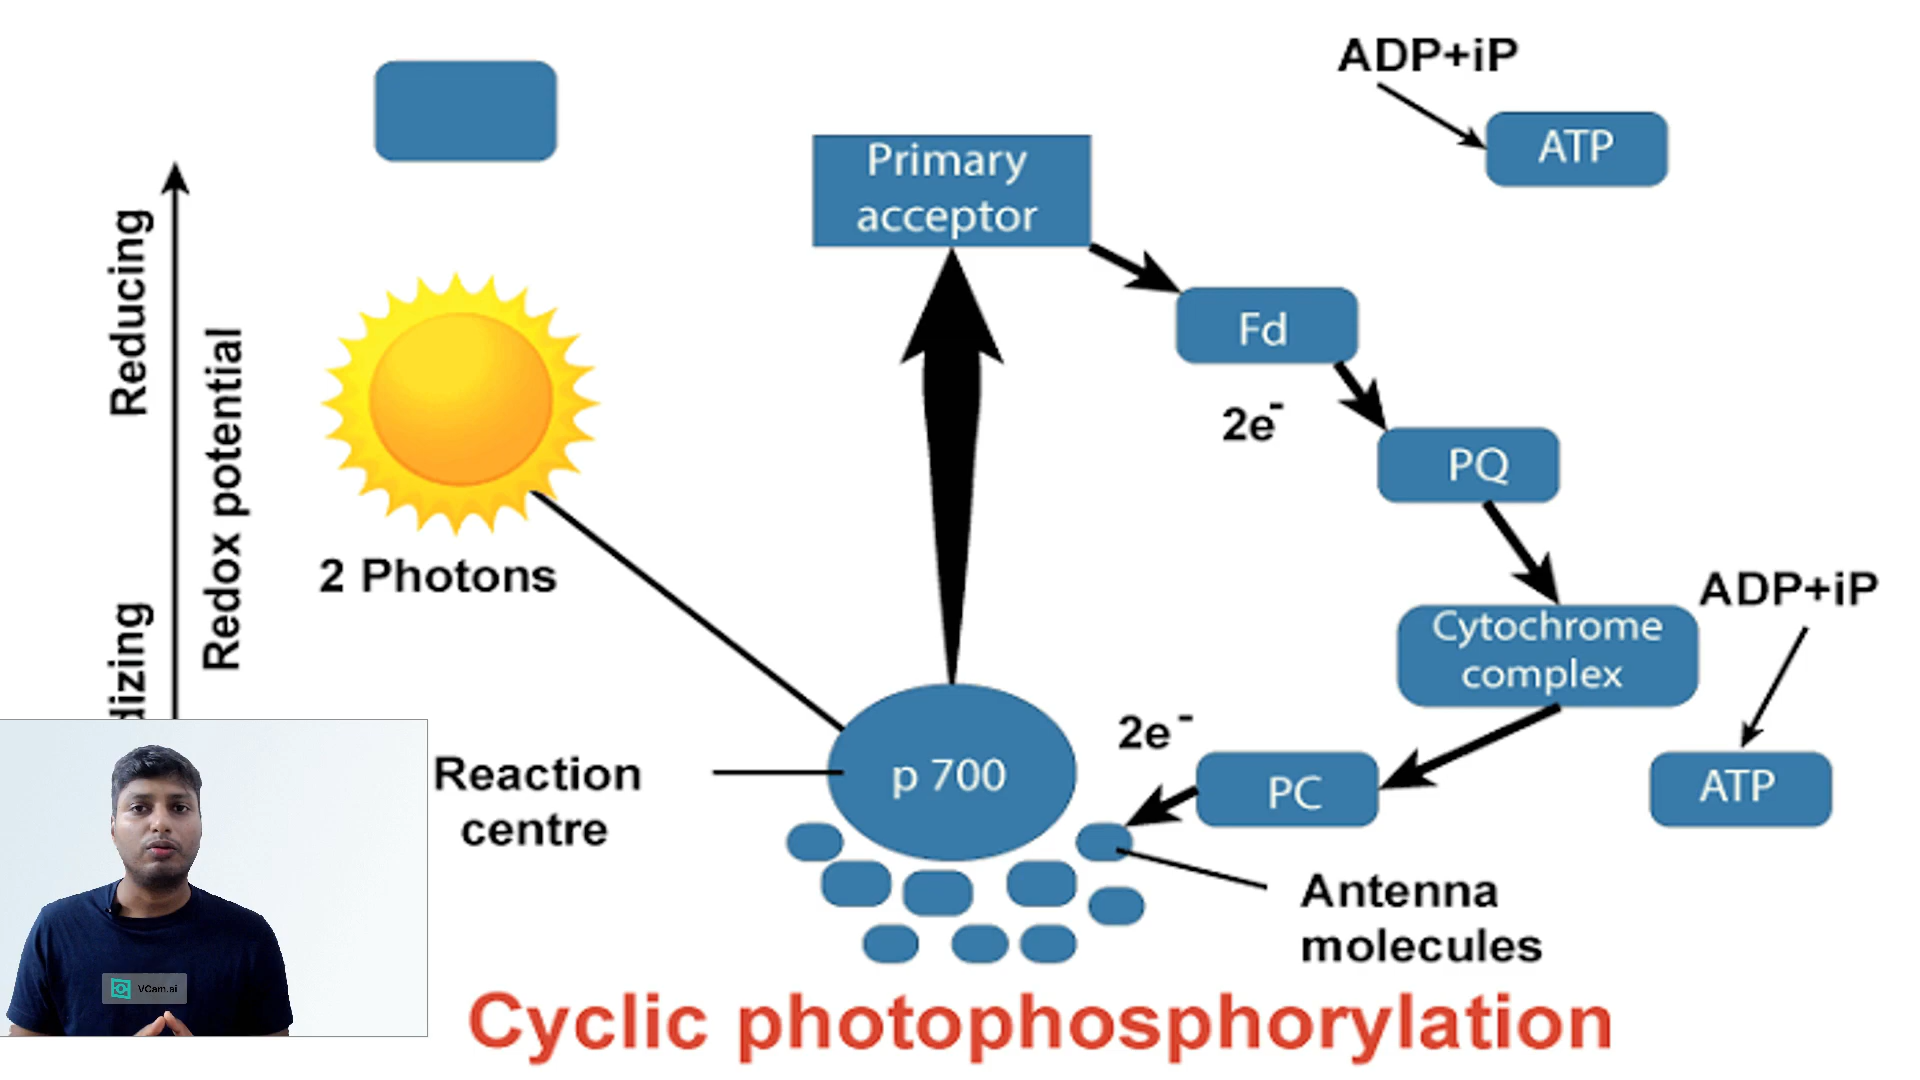 ADP+iP
ATP
Primary
acceptor
Reducing
Redox potential
Fd
2e-
PQ
2 Photons
ADP+iP
Cytochrome
complex
dizing
2e-
Reaction
centre
p 700
PC
ATP
Antenna
molecules
VCam.ai
Cyclic photophosphorylation